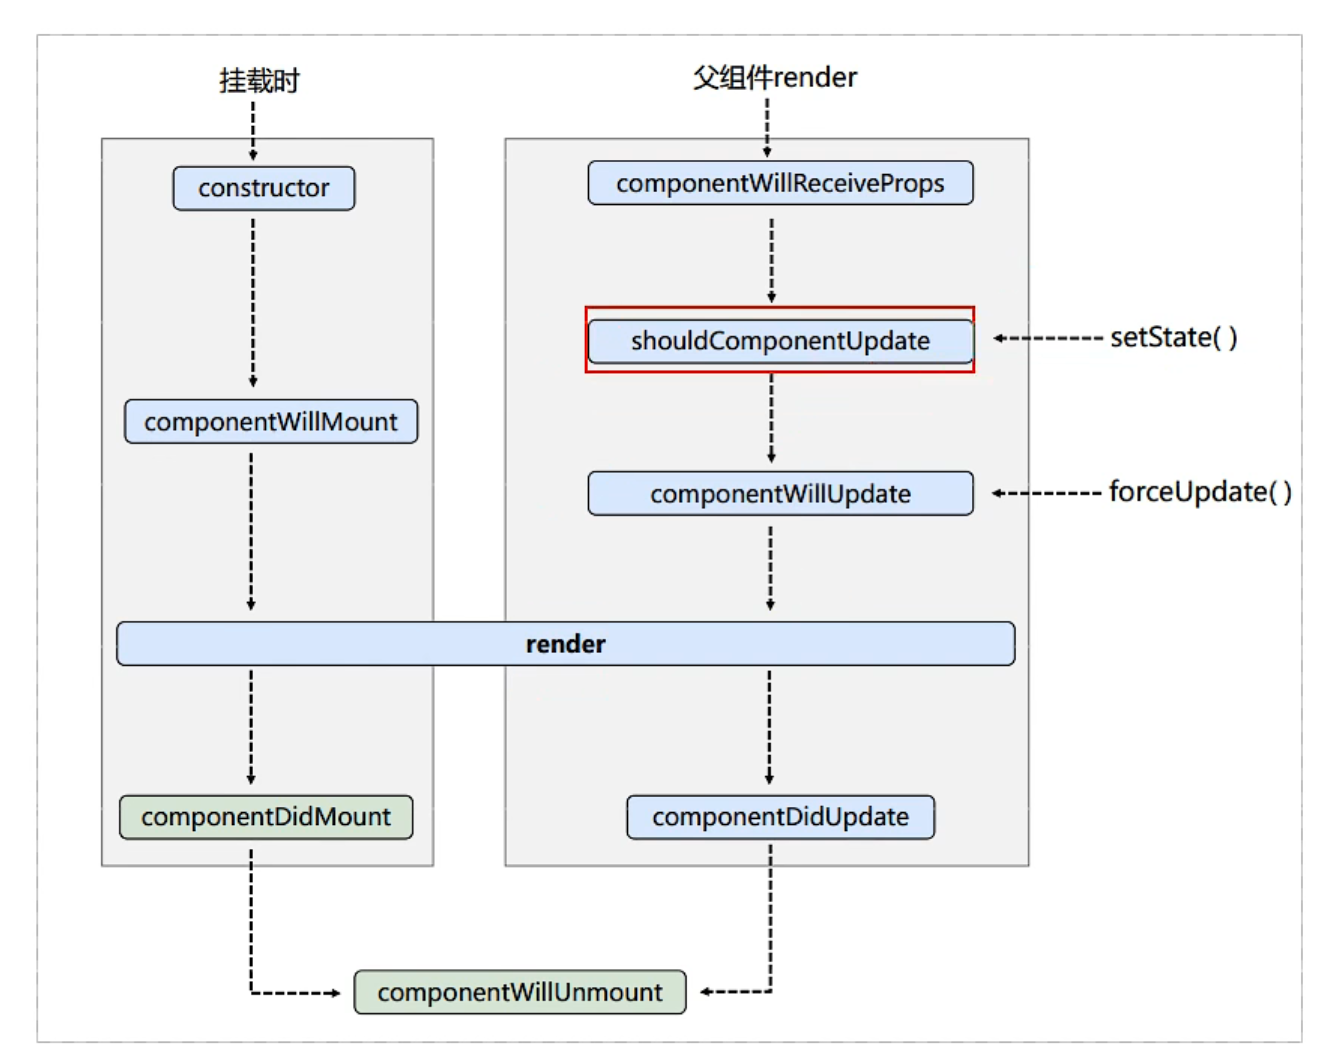 挂载时
constructor
componentWillMount
父组件render
componentWillReceiveProps
shouldComponentUpdate
setState( )
componentWillUpdate
forceUpdate( )
render
componentDidMount
componentDidUpdate
componentWillUnmount